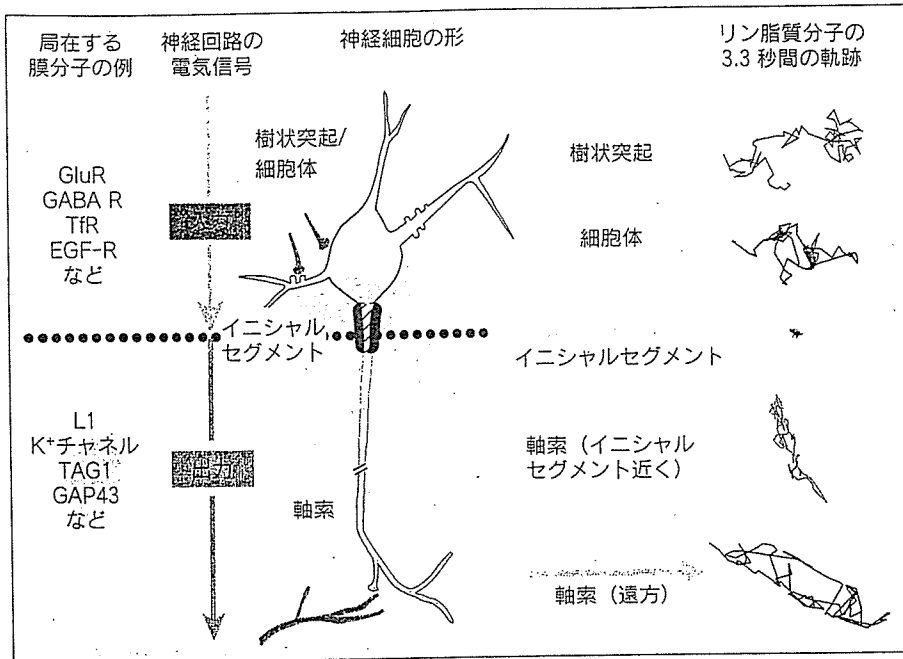 局在する
膜分子の例
神経回路の
電気信号
神経細胞の形
リン脂質分子の
3.3 秒間の軌跡
GluR
GABA R
TfR
EGF-R
など
樹状突起/
細胞体
樹状突起
細胞体
イニシャル
セグメント
イニシャルセグメント
L1
K⁺チャネル
TAG1
GAP43
など
出力
軸索
軸索（イニシャル
セグメント近く）
軸索（遠方）